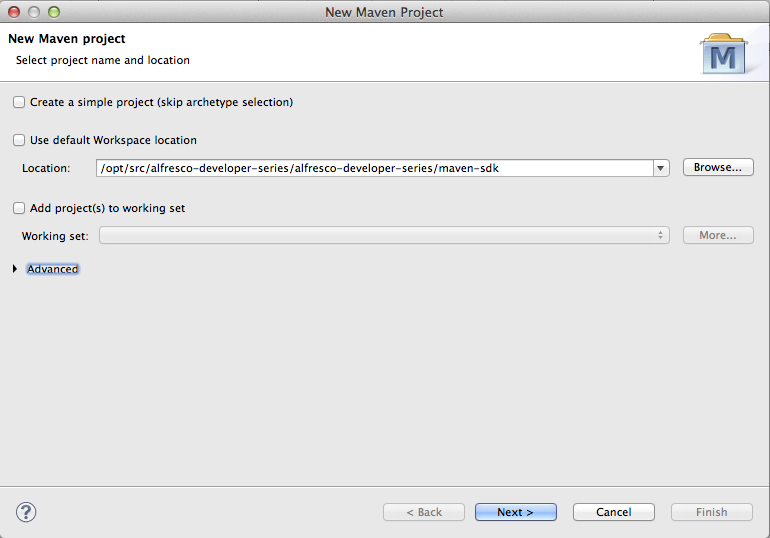 New Maven Project
New Maven project
Select project name and location
M
Create a simple project (skip archetype selection)
Use default Workspace location
Location: /opt/src/alfresco-developer-series/alfresco-developer-series/maven-sdk Browse...
Add project(s) to working set
Working set: More...
Advanced
? < Back Next > Cancel Finish